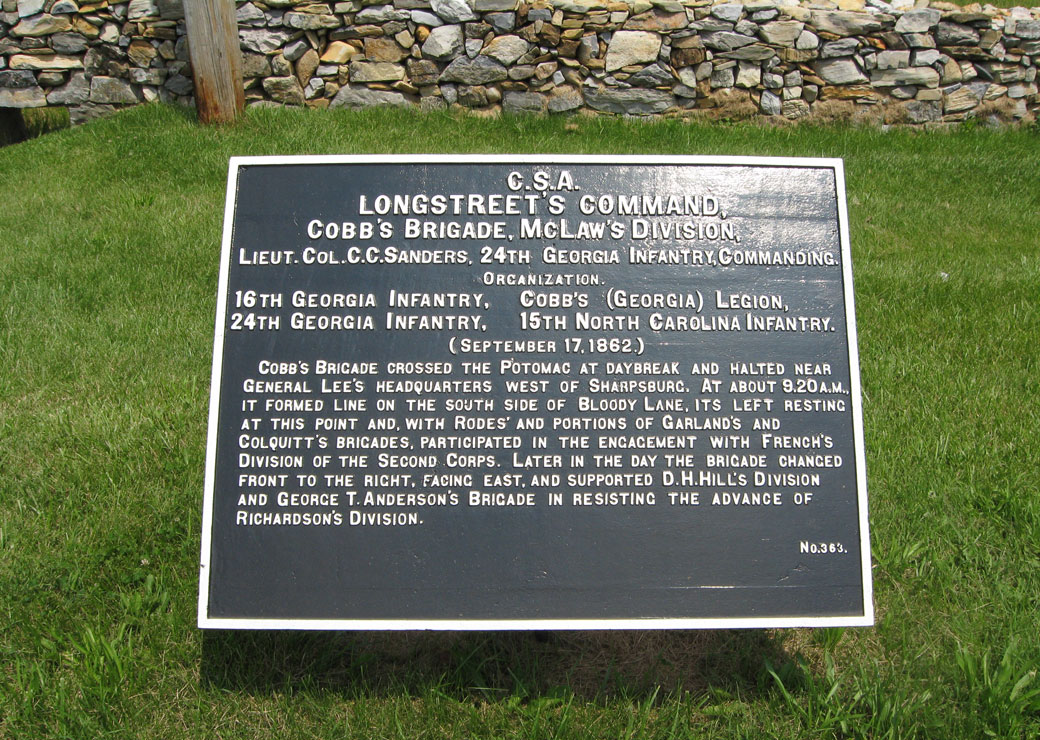 C.S.A.
LONGSTREET'S COMMAND,
COBB'S BRIGADE, MCLAW'S DIVISION,
LIEUT. COL. C.C. SANDERS, 24TH GEORGIA INFANTRY, COMMANDING.
ORGANIZATION.
16TH GEORGIA INFANTRY, COBB'S (GEORGIA) LEGION,
24TH GEORGIA INFANTRY, 15TH NORTH CAROLINA INFANTRY.
(SEPTEMBER 17, 1862.)
COBB'S BRIGADE CROSSED THE POTOMAC AT DAYBREAK AND HALTED NEAR
GENERAL LEE'S HEADQUARTERS WEST OF SHARPSBURG. AT ABOUT 9.20 A.M.,
IT FORMED LINE ON THE SOUTH SIDE OF BLOODY LANE, ITS LEFT RESTING
AT THIS POINT AND, WITH RODES' AND PORTIONS OF GARLAND'S AND
COLQUITT'S BRIGADES, PARTICIPATED IN THE ENGAGEMENT WITH FRENCH'S
DIVISION OF THE SECOND CORPS. LATER IN THE DAY THE BRIGADE CHANGED
FRONT TO THE RIGHT, FACING EAST, AND SUPPORTED D.H. HILL'S DIVISION
AND GEORGE T. ANDERSON'S BRIGADE IN RESISTING THE ADVANCE OF
RICHARDSON'S DIVISION.
NO. 363.